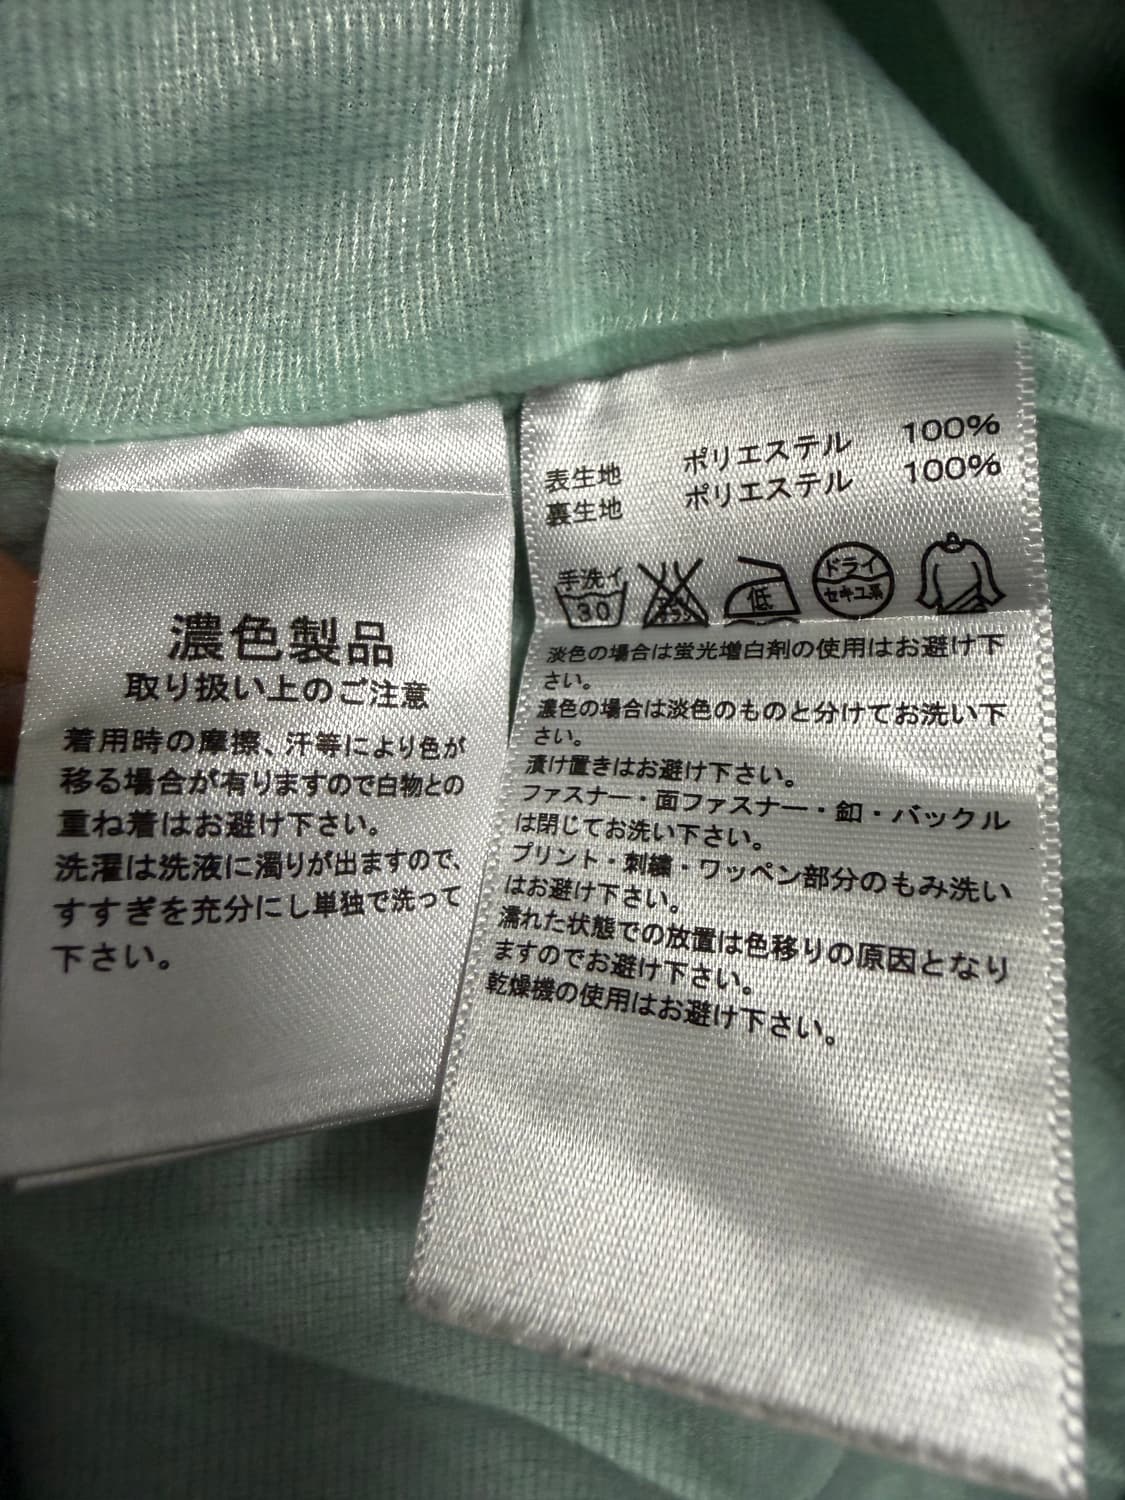 濃色製品
取り扱い上のご注意
着用時の摩擦、汗等により色が
移る場合が有りますので白物との
重ね着はお避け下さい。
洗濯は洗液に濁りが出ますので、
すすぎを充分にし単独で洗って
下さい。
表生地 ポリエステル 100%
裏生地 ポリエステル 100%
手洗イ 30
低
ドライ
セキユ系
淡色の場合は蛍光増白剤の使用はお避け下
さい。
濃色の場合は淡色のものと分けてお洗い下
さい。
漬け置きはお避け下さい。
ファスナー・面ファスナー・釦・バックル
は閉じてお洗い下さい。
プリント・刺繍・ワッペン部分のもみ洗い
はお避け下さい。
濡れた状態での放置は色移りの原因となり
ますのでお避け下さい。
乾燥機の使用はお避け下さい。